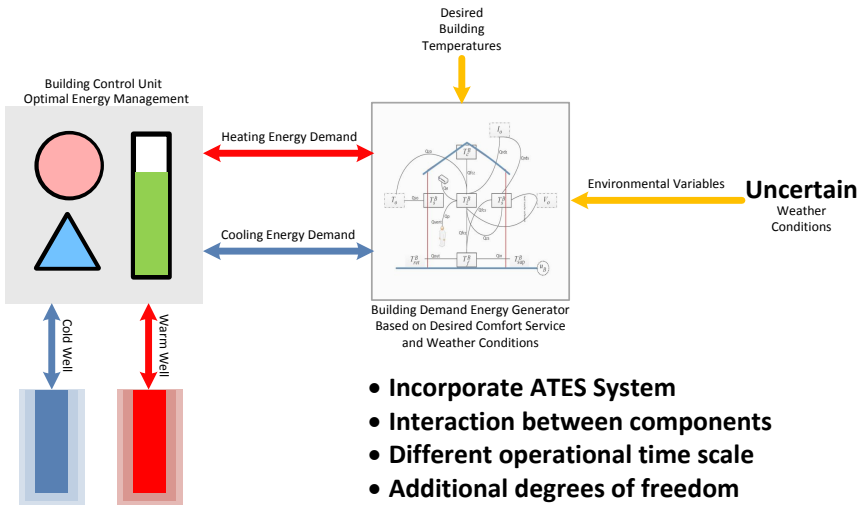 Desired
Building
Temperatures
Building Control Unit
Optimal Energy Management
Heating Energy Demand
Cooling Energy Demand
Environmental Variables
Uncertain
Weather
Conditions
Building Demand Energy Generator
Based on Desired Comfort Service
and Weather Conditions
Cold Well
Warm Well
• Incorporate ATES System
• Interaction between components
• Different operational time scale
• Additional degrees of freedom